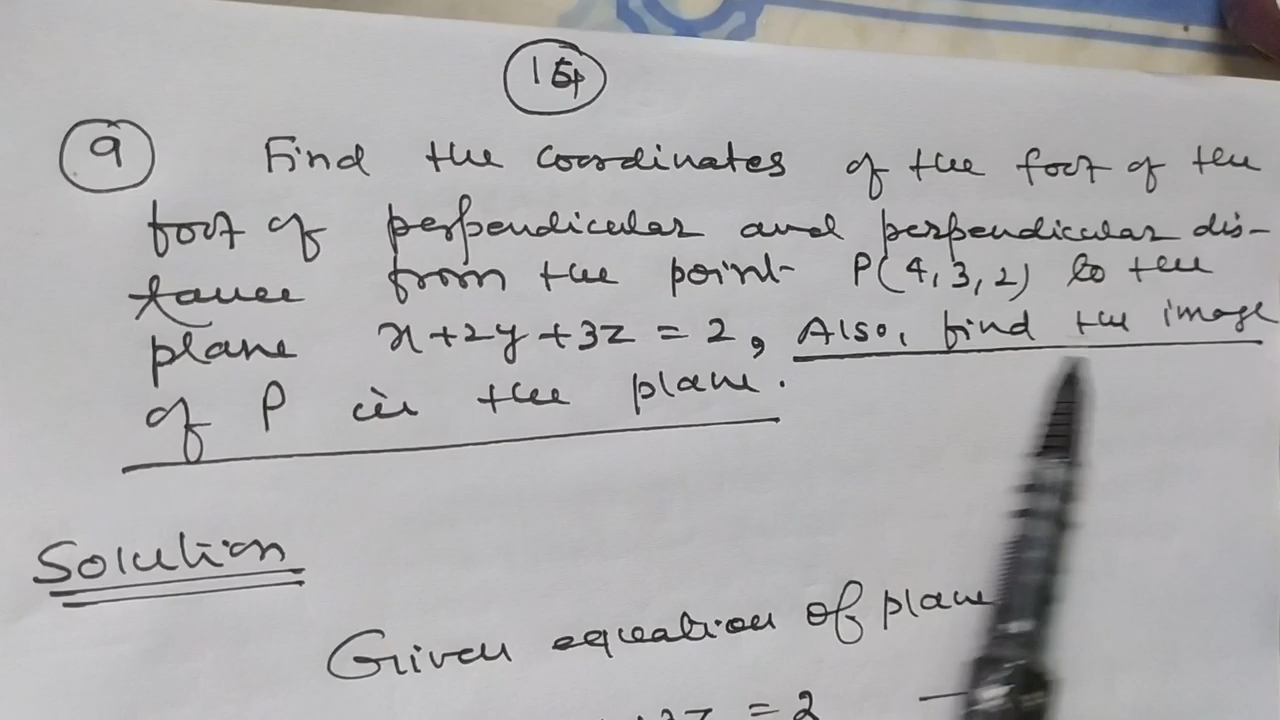 (9) Find the coordinates of the foot of the
foot of perpendicular and perpendicular dis-
tance from the point P(4,3,2) to the
plane x+2y+3z=2, Also, find the image
of P in the plane.
Solution
Given equation of plane
3z = 2